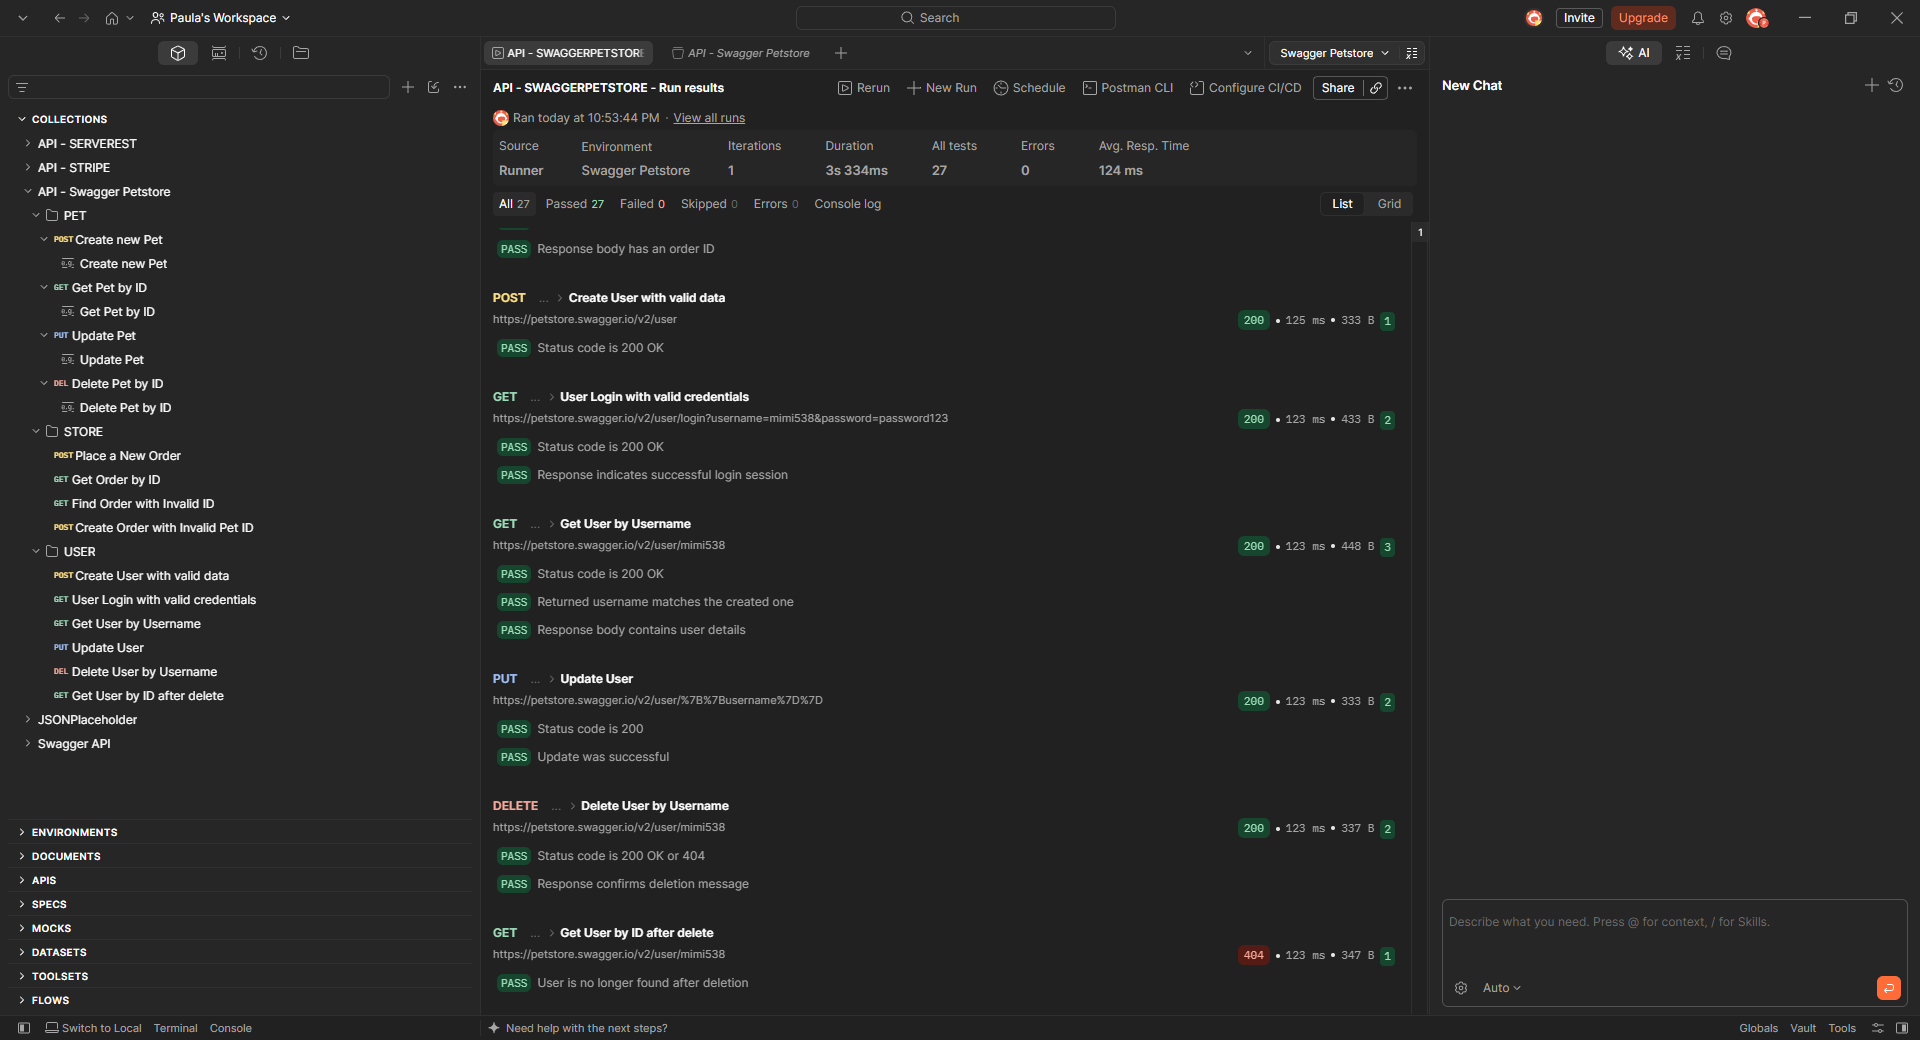 Paula's Workspace
Search
Invite
Upgrade
API - SWAGGERPETSTORE
API - Swagger Petstore
Swagger Petstore
AI
API - SWAGGERPETSTORE - Run results
Rerun
New Run
Schedule
Postman CLI
Configure CI/CD
Share
New Chat
Ran today at 10:53:44 PM · View all runs
Source Environment Iterations Duration All tests Errors Avg. Resp. Time
Runner Swagger Petstore 1 3s 334ms 27 0 124 ms
All 27 Passed 27 Failed 0 Skipped 0 Errors 0 Console log
List Grid
1
COLLECTIONS
API - SERVEREST
API - STRIPE
API - Swagger Petstore
PET
POST Create new Pet
e.g. Create new Pet
GET Get Pet by ID
e.g. Get Pet by ID
PUT Update Pet
e.g. Update Pet
DEL Delete Pet by ID
e.g. Delete Pet by ID
STORE
POST Place a New Order
GET Get Order by ID
GET Find Order with Invalid ID
POST Create Order with Invalid Pet ID
USER
POST Create User with valid data
GET User Login with valid credentials
GET Get User by Username
PUT Update User
DEL Delete User by Username
GET Get User by ID after delete
JSONPlaceholder
Swagger API
ENVIRONMENTS
DOCUMENTS
APIS
SPECS
MOCKS
DATASETS
TOOLSETS
FLOWS
PASS Response body has an order ID
POST ... > Create User with valid data
https://petstore.swagger.io/v2/user
200 • 125 ms • 333 B 1
PASS Status code is 200 OK
GET ... > User Login with valid credentials
https://petstore.swagger.io/v2/user/login?username=mimi538&password=password123
200 • 123 ms • 433 B 2
PASS Status code is 200 OK
PASS Response indicates successful login session
GET ... > Get User by Username
https://petstore.swagger.io/v2/user/mimi538
200 • 123 ms • 448 B 3
PASS Status code is 200 OK
PASS Returned username matches the created one
PASS Response body contains user details
PUT ... > Update User
https://petstore.swagger.io/v2/user/%7B%7Busername%7D%7D
200 • 123 ms • 333 B 2
PASS Status code is 200
PASS Update was successful
DELETE ... > Delete User by Username
https://petstore.swagger.io/v2/user/mimi538
200 • 123 ms • 337 B 2
PASS Status code is 200 OK or 404
PASS Response confirms deletion message
GET ... > Get User by ID after delete
https://petstore.swagger.io/v2/user/mimi538
404 • 123 ms • 347 B 1
PASS User is no longer found after deletion
Describe what you need. Press @ for context, / for Skills.
Auto
Switch to Local
Terminal
Console
Need help with the next steps?
Globals
Vault
Tools